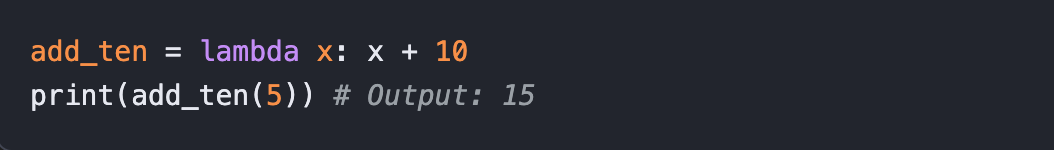 add_ten = lambda x: x + 10
print(add_ten(5)) # Output: 15